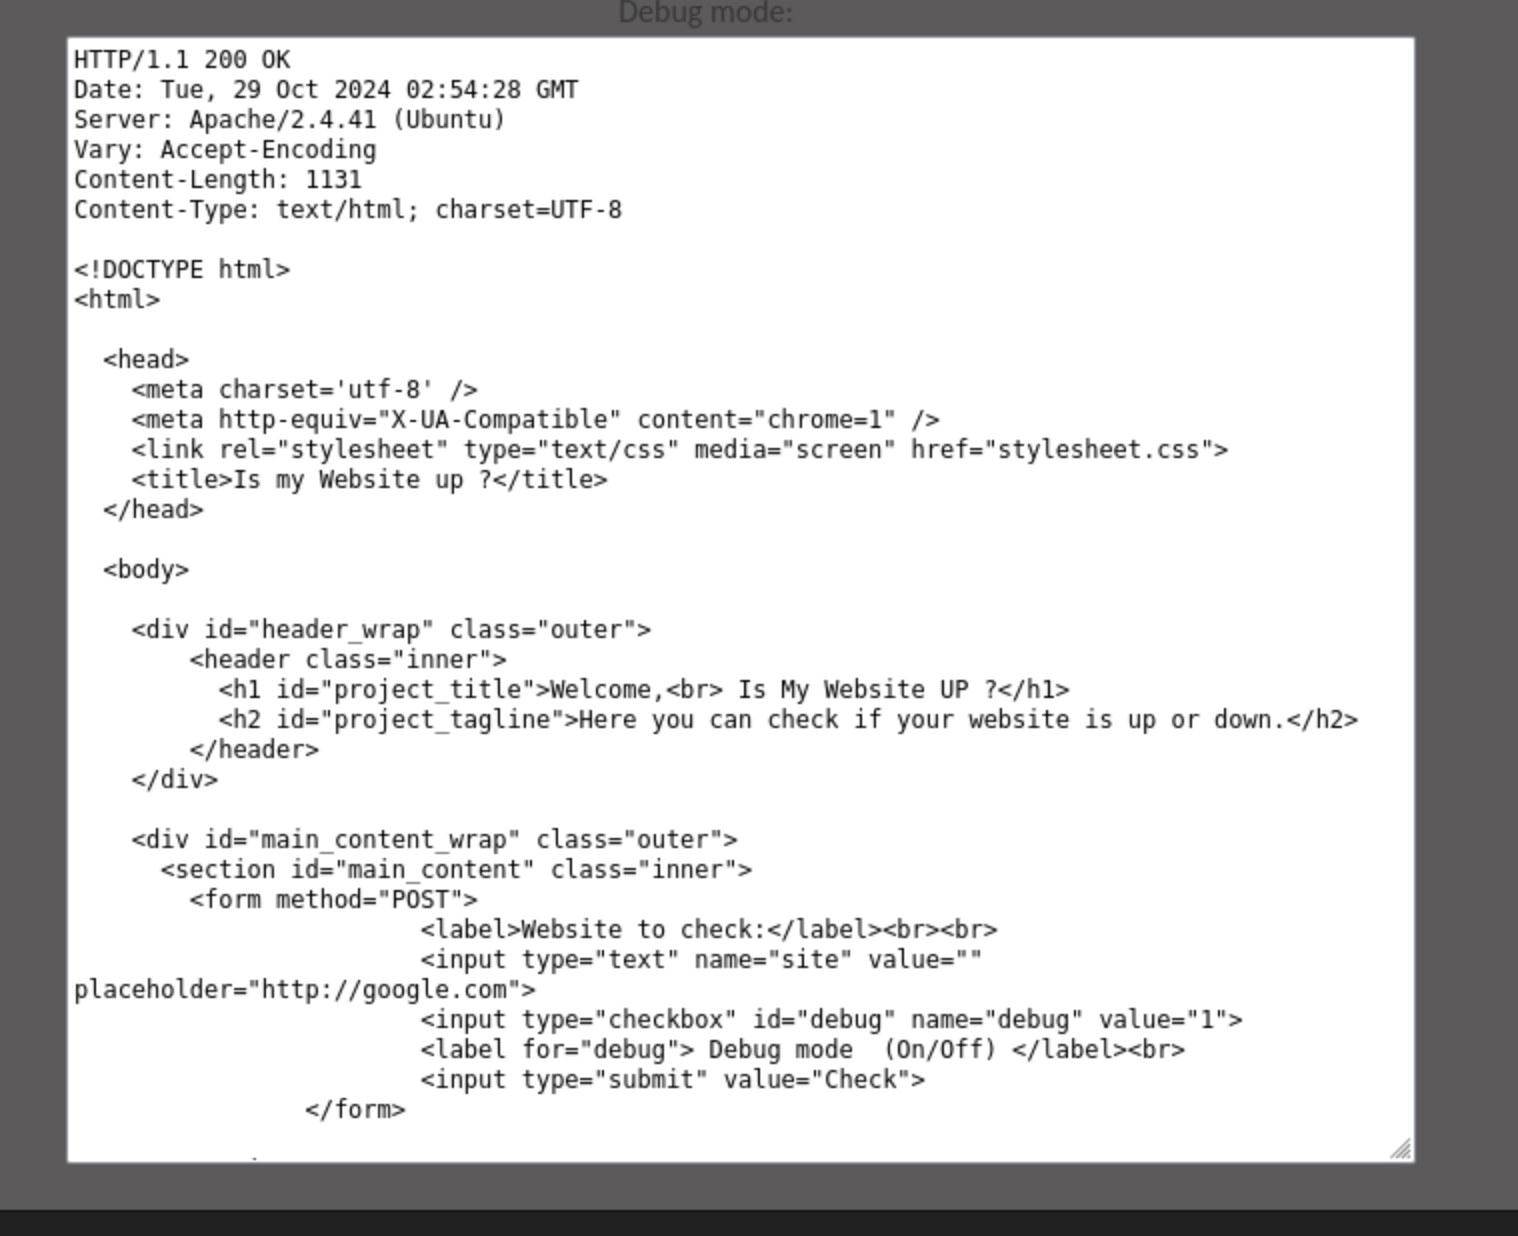 Debug mode:
HTTP/1.1 200 OK
Date: Tue, 29 Oct 2024 02:54:28 GMT
Server: Apache/2.4.41 (Ubuntu)
Vary: Accept-Encoding
Content-Length: 1131
Content-Type: text/html; charset=UTF-8

<!DOCTYPE html>
<html>

  <head>
    <meta charset='utf-8' />
    <meta http-equiv="X-UA-Compatible" content="chrome=1" />
    <link rel="stylesheet" type="text/css" media="screen" href="stylesheet.css">
    <title>Is my Website up ?</title>
  </head>

  <body>

    <div id="header_wrap" class="outer">
        <header class="inner">
          <h1 id="project_title">Welcome,<br> Is My Website UP ?</h1>
          <h2 id="project_tagline">Here you can check if your website is up or down.</h2>
        </header>
    </div>

    <div id="main_content_wrap" class="outer">
      <section id="main_content" class="inner">
        <form method="POST">
                        <label>Website to check:</label><br><br>
                        <input type="text" name="site" value=""
placeholder="http://google.com">
                        <input type="checkbox" id="debug" name="debug" value="1">
                        <label for="debug"> Debug mode  (On/Off) </label><br>
                        <input type="submit" value="Check">
                </form>